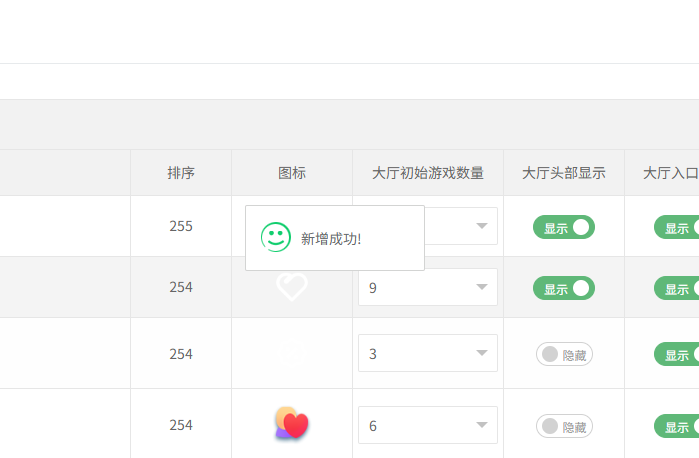 排序 图标 大厅初始游戏数量 大厅头部显示 大厅入口
255 显示 显示
新增成功!
254 9 显示 显示
254 3 隐藏 显示
254 6 隐藏 显示